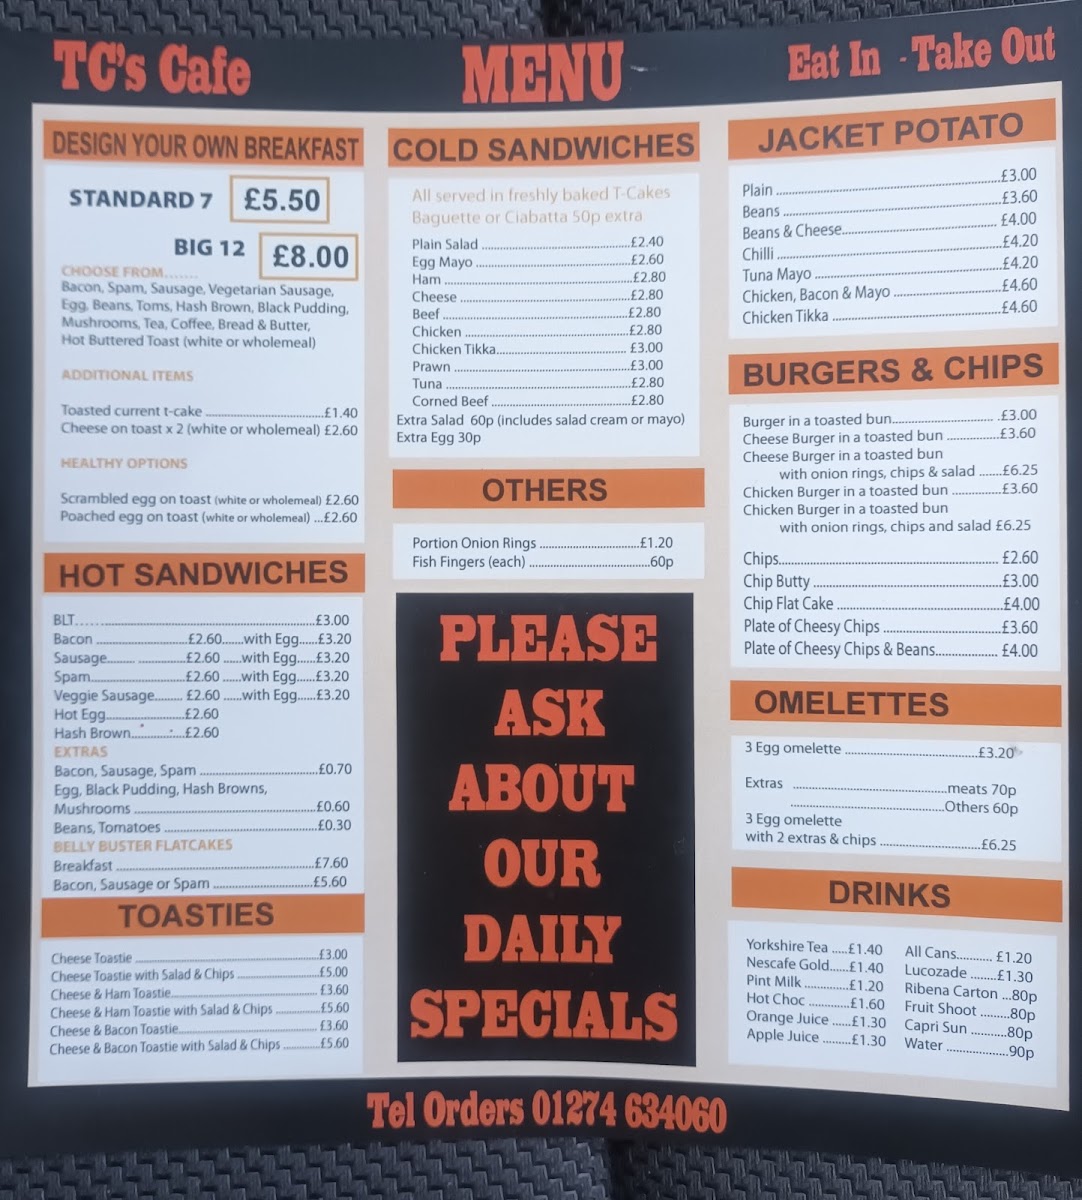 TC's Cafe
MENU
Eat In - Take Out
DESIGN YOUR OWN BREAKFAST
STANDARD 7 £5.50
BIG 12 £8.00
CHOOSE FROM.......
Bacon, Spam, Sausage, Vegetarian Sausage,
Egg, Beans, Toms, Hash Brown, Black Pudding,
Mushrooms, Tea, Coffee, Bread & Butter,
Hot Buttered Toast (white or wholemeal)
ADDITIONAL ITEMS
Toasted current t-cake ..........£1.40
Cheese on toast x 2 (white or wholemeal) £2.60
HEALTHY OPTIONS
Scrambled egg on toast (white or wholemeal) £2.60
Poached egg on toast (white or wholemeal) ...£2.60
HOT SANDWICHES
BLT..........£3.00
Bacon ..........£2.60......with Egg.....£3.20
Sausage..........£2.60 .....with Egg......£3.20
Spam..........£2.60 .....with Egg......£3.20
Veggie Sausage....... £2.60 .....with Egg......£3.20
Hot Egg..........£2.60
Hash Brown..........£2.60
EXTRAS
Bacon, Sausage, Spam ..........£0.70
Egg, Black Pudding, Hash Browns,
Mushrooms ..........£0.60
Beans, Tomatoes ..........£0.30
BELLY BUSTER FLATCAKES
Breakfast ..........£7.60
Bacon, Sausage or Spam ..........£5.60
TOASTIES
Cheese Toastie ..........£3.00
Cheese Toastie with Salad & Chips ..........£5.00
Cheese & Ham Toastie..........£3.60
Cheese & Ham Toastie with Salad & Chips ..........£5.60
Cheese & Bacon Toastie..........£3.60
Cheese & Bacon Toastie with Salad & Chips ..........£5.60
COLD SANDWICHES
All served in freshly baked T-Cakes
Baguette or Ciabatta 50p extra
Plain Salad ..........£2.40
Egg Mayo ..........£2.60
Ham ..........£2.80
Cheese ..........£2.80
Beef ..........£2.80
Chicken ..........£2.80
Chicken Tikka.......... £3.00
Prawn ..........£3.00
Tuna ..........£2.80
Corned Beef ..........£2.80
Extra Salad 60p (includes salad cream or mayo)
Extra Egg 30p
OTHERS
Portion Onion Rings ..........£1.20
Fish Fingers (each) ..........60p
PLEASE
ASK
ABOUT
OUR
DAILY
SPECIALS
JACKET POTATO
Plain ..........£3.00
Beans ..........£3.60
Beans & Cheese.......... £4.00
Chilli ..........£4.20
Tuna Mayo ..........£4.20
Chicken, Bacon & Mayo ..........£4.60
Chicken Tikka ..........£4.60
BURGERS & CHIPS
Burger in a toasted bun..........£3.00
Cheese Burger in a toasted bun ..........£3.60
Cheese Burger in a toasted bun
with onion rings, chips & salad ......£6.25
Chicken Burger in a toasted bun ..........£3.60
Chicken Burger in a toasted bun
with onion rings, chips and salad £6.25
Chips.......... £2.60
Chip Butty ..........£3.00
Chip Flat Cake ..........£4.00
Plate of Cheesy Chips ..........£3.60
Plate of Cheesy Chips & Beans.......... £4.00
OMELETTES
3 Egg omelette ..........£3.20
Extras ..........meats 70p
..........Others 60p
3 Egg omelette
with 2 extras & chips ..........£6.25
DRINKS
Yorkshire Tea .....£1.40
Nescafe Gold......£1.40
Pint Milk ............£1.20
Hot Choc ...........£1.60
Orange Juice ......£1.30
Apple Juice .........£1.30
All Cans.......... £1.20
Lucozade ........£1.30
Ribena Carton ...80p
Fruit Shoot ........80p
Capri Sun ..........80p
Water ...............90p
Tel Orders 01274 634060